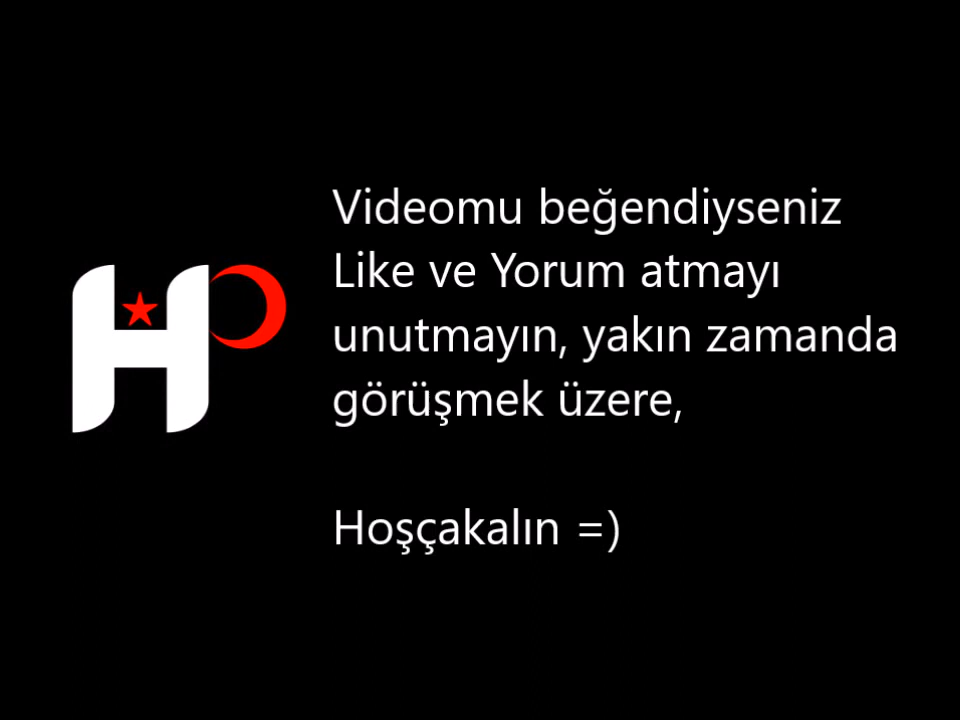 Videomu beğendiyseniz
Like ve Yorum atmayı
unutmayın, yakın zamanda
görüşmek üzere,
Hoşçakalın =)
H